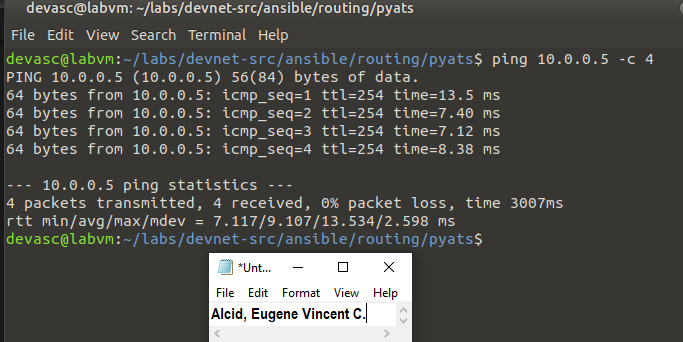 devasc@labvm: ~/labs/devnet-src/ansible/routing/pyats
File Edit View Search Terminal Help
devasc@labvm:~/labs/devnet-src/ansible/routing/pyats$ ping 10.0.0.5 -c 4
PING 10.0.0.5 (10.0.0.5) 56(84) bytes of data.
64 bytes from 10.0.0.5: icmp_seq=1 ttl=254 time=13.5 ms
64 bytes from 10.0.0.5: icmp_seq=2 ttl=254 time=7.40 ms
64 bytes from 10.0.0.5: icmp_seq=3 ttl=254 time=7.12 ms
64 bytes from 10.0.0.5: icmp_seq=4 ttl=254 time=8.38 ms
--- 10.0.0.5 ping statistics ---
4 packets transmitted, 4 received, 0% packet loss, time 3007ms
rtt min/avg/max/mdev = 7.117/9.107/13.534/2.598 ms
devasc@labvm:~/labs/devnet-src/ansible/routing/pyats$
*Unt...
File Edit Format View Help
Alcid, Eugene Vincent C.